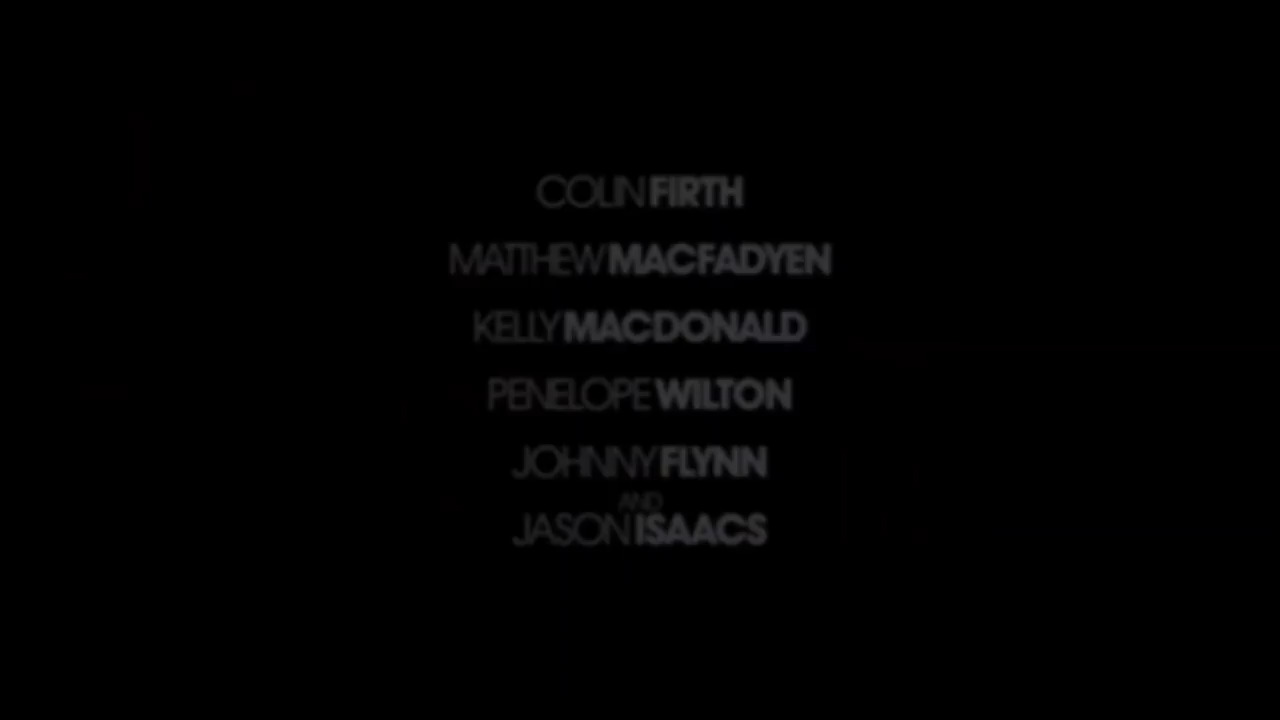 COLIN FIRTH
MATTHEW MACFADYEN
KELLY MACDONALD
PENELOPE WILTON
JOHNNY FLYNN
AND
JASON ISAACS